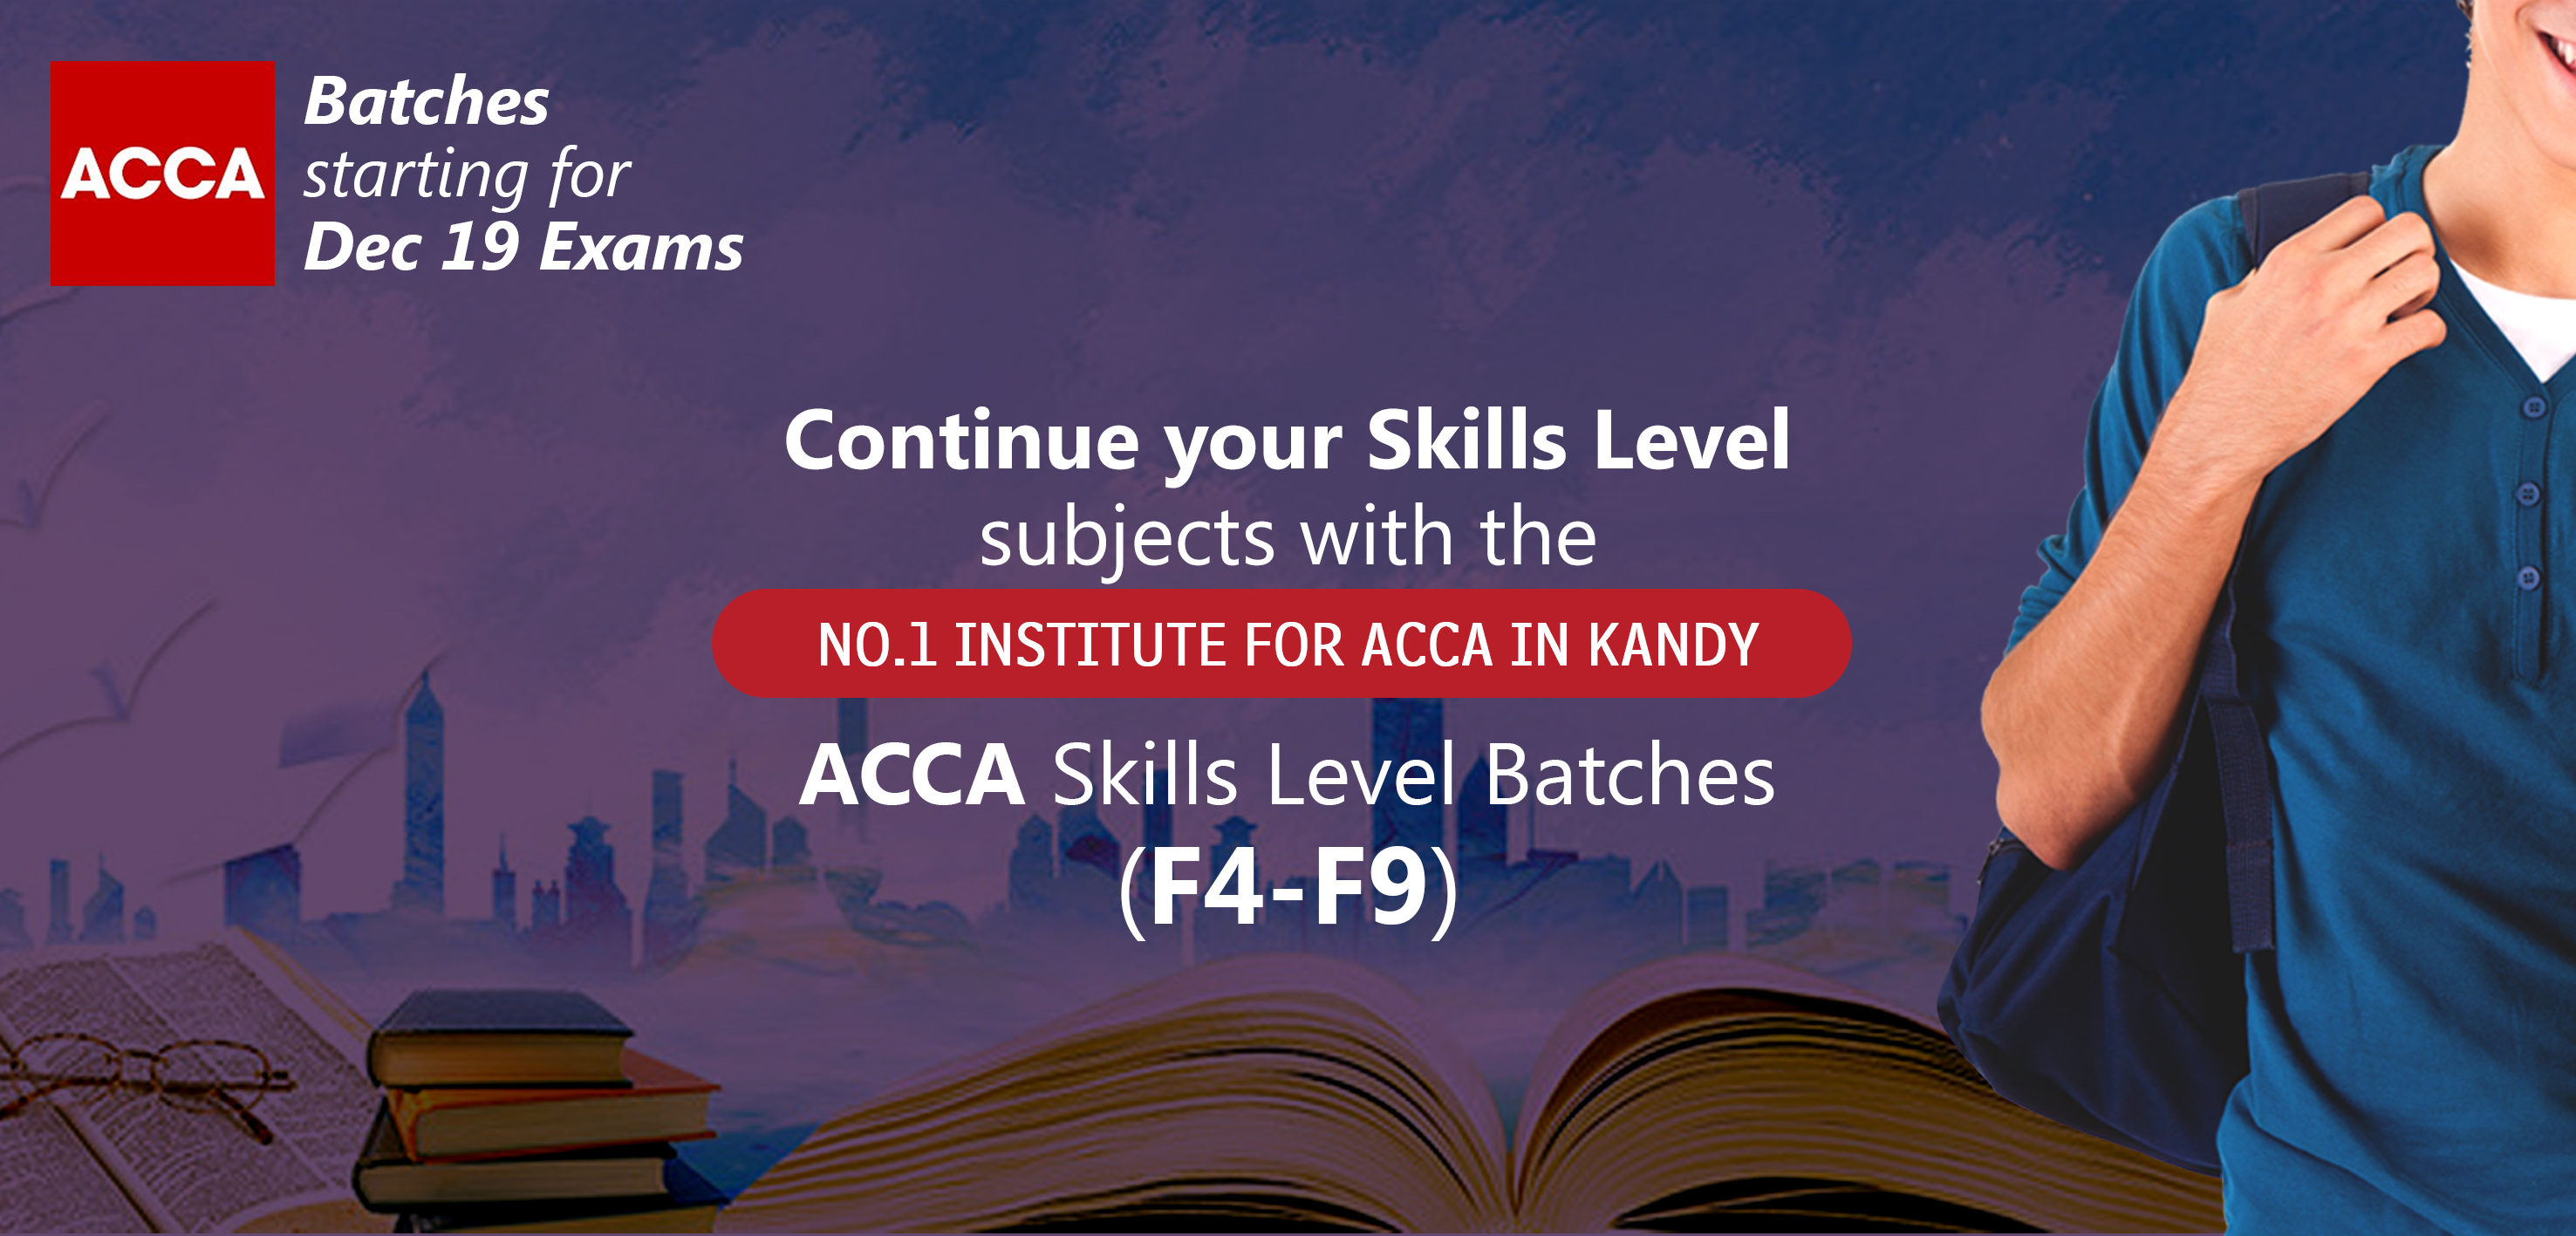 ACCA
Batches
starting for
Dec 19 Exams
Continue your Skills Level
subjects with the
NO.1 INSTITUTE FOR ACCA IN KANDY
ACCA Skills Level Batches
(F4-F9)